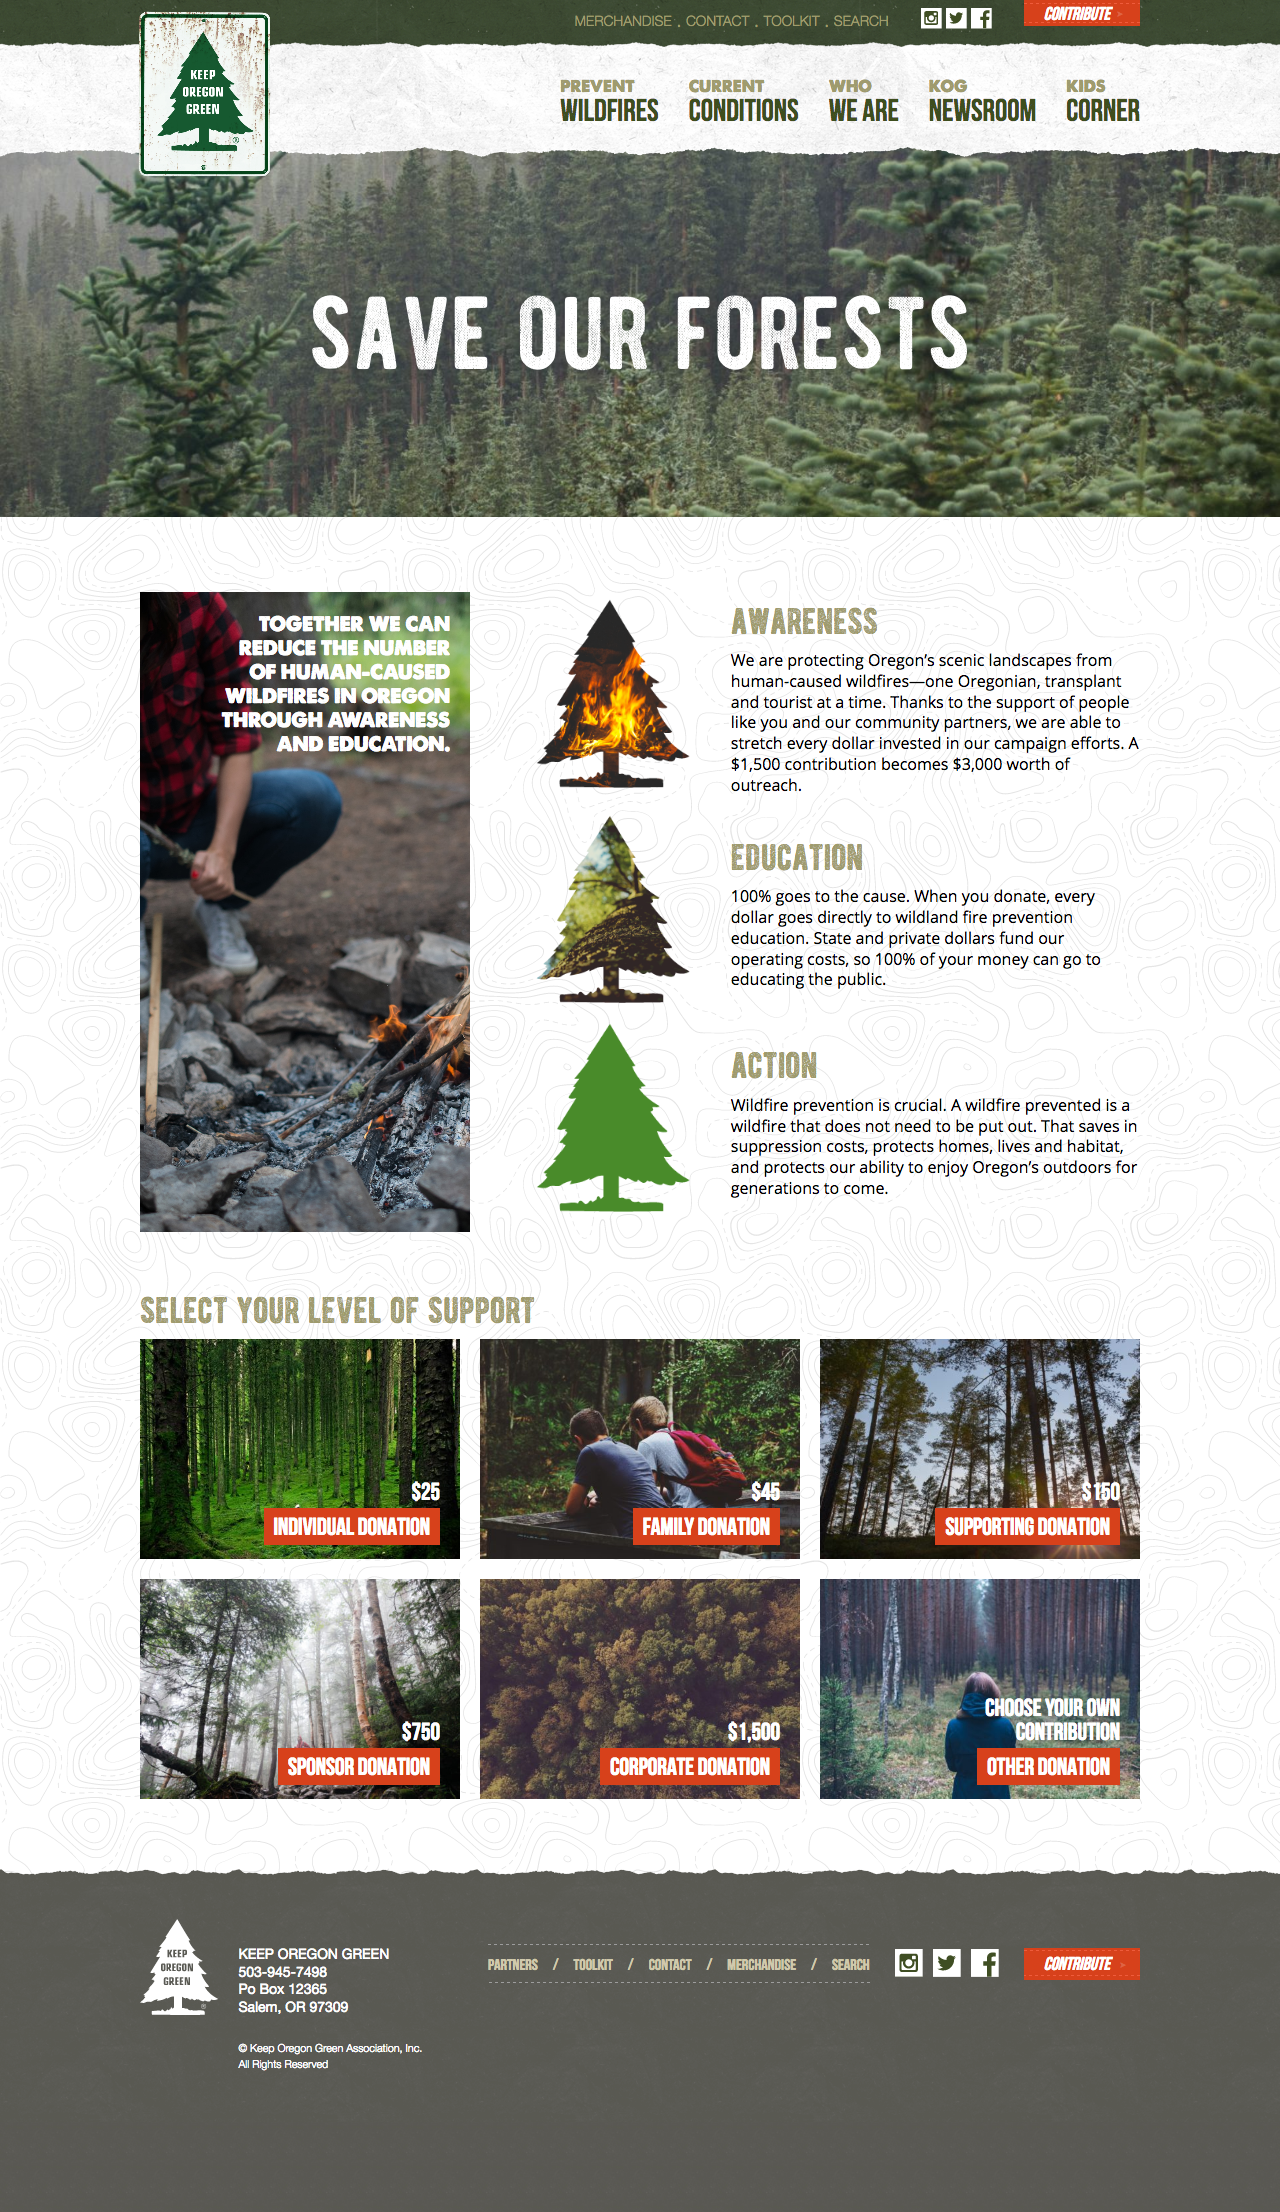 MERCHANDISE . CONTACT . TOOLKIT . SEARCH
CONTRIBUTE
KEEP
OREGON
GREEN
®
PREVENT
WILDFIRES
CURRENT
CONDITIONS
WHO
WE ARE
KOG
NEWSROOM
KIDS
CORNER
SAVE OUR FORESTS
TOGETHER WE CAN
REDUCE THE NUMBER
OF HUMAN-CAUSED
WILDFIRES IN OREGON
THROUGH AWARENESS
AND EDUCATION.
AWARENESS
We are protecting Oregon’s scenic landscapes from
human-caused wildfires—one Oregonian, transplant
and tourist at a time. Thanks to the support of people
like you and our community partners, we are able to
stretch every dollar invested in our campaign efforts. A
$1,500 contribution becomes $3,000 worth of
outreach.
EDUCATION
100% goes to the cause. When you donate, every
dollar goes directly to wildland fire prevention
education. State and private dollars fund our
operating costs, so 100% of your money can go to
educating the public.
ACTION
Wildfire prevention is crucial. A wildfire prevented is a
wildfire that does not need to be put out. That saves in
suppression costs, protects homes, lives and habitat,
and protects our ability to enjoy Oregon’s outdoors for
generations to come.
SELECT YOUR LEVEL OF SUPPORT
$25
INDIVIDUAL DONATION
$45
FAMILY DONATION
$150
SUPPORTING DONATION
$750
SPONSOR DONATION
$1,500
CORPORATE DONATION
CHOOSE YOUR OWN
CONTRIBUTION
OTHER DONATION
KEEP
OREGON
GREEN
®
KEEP OREGON GREEN
503-945-7498
Po Box 12365
Salem, OR 97309
© Keep Oregon Green Association, Inc.
All Rights Reserved
PARTNERS / TOOLKIT / CONTACT / MERCHANDISE / SEARCH
CONTRIBUTE